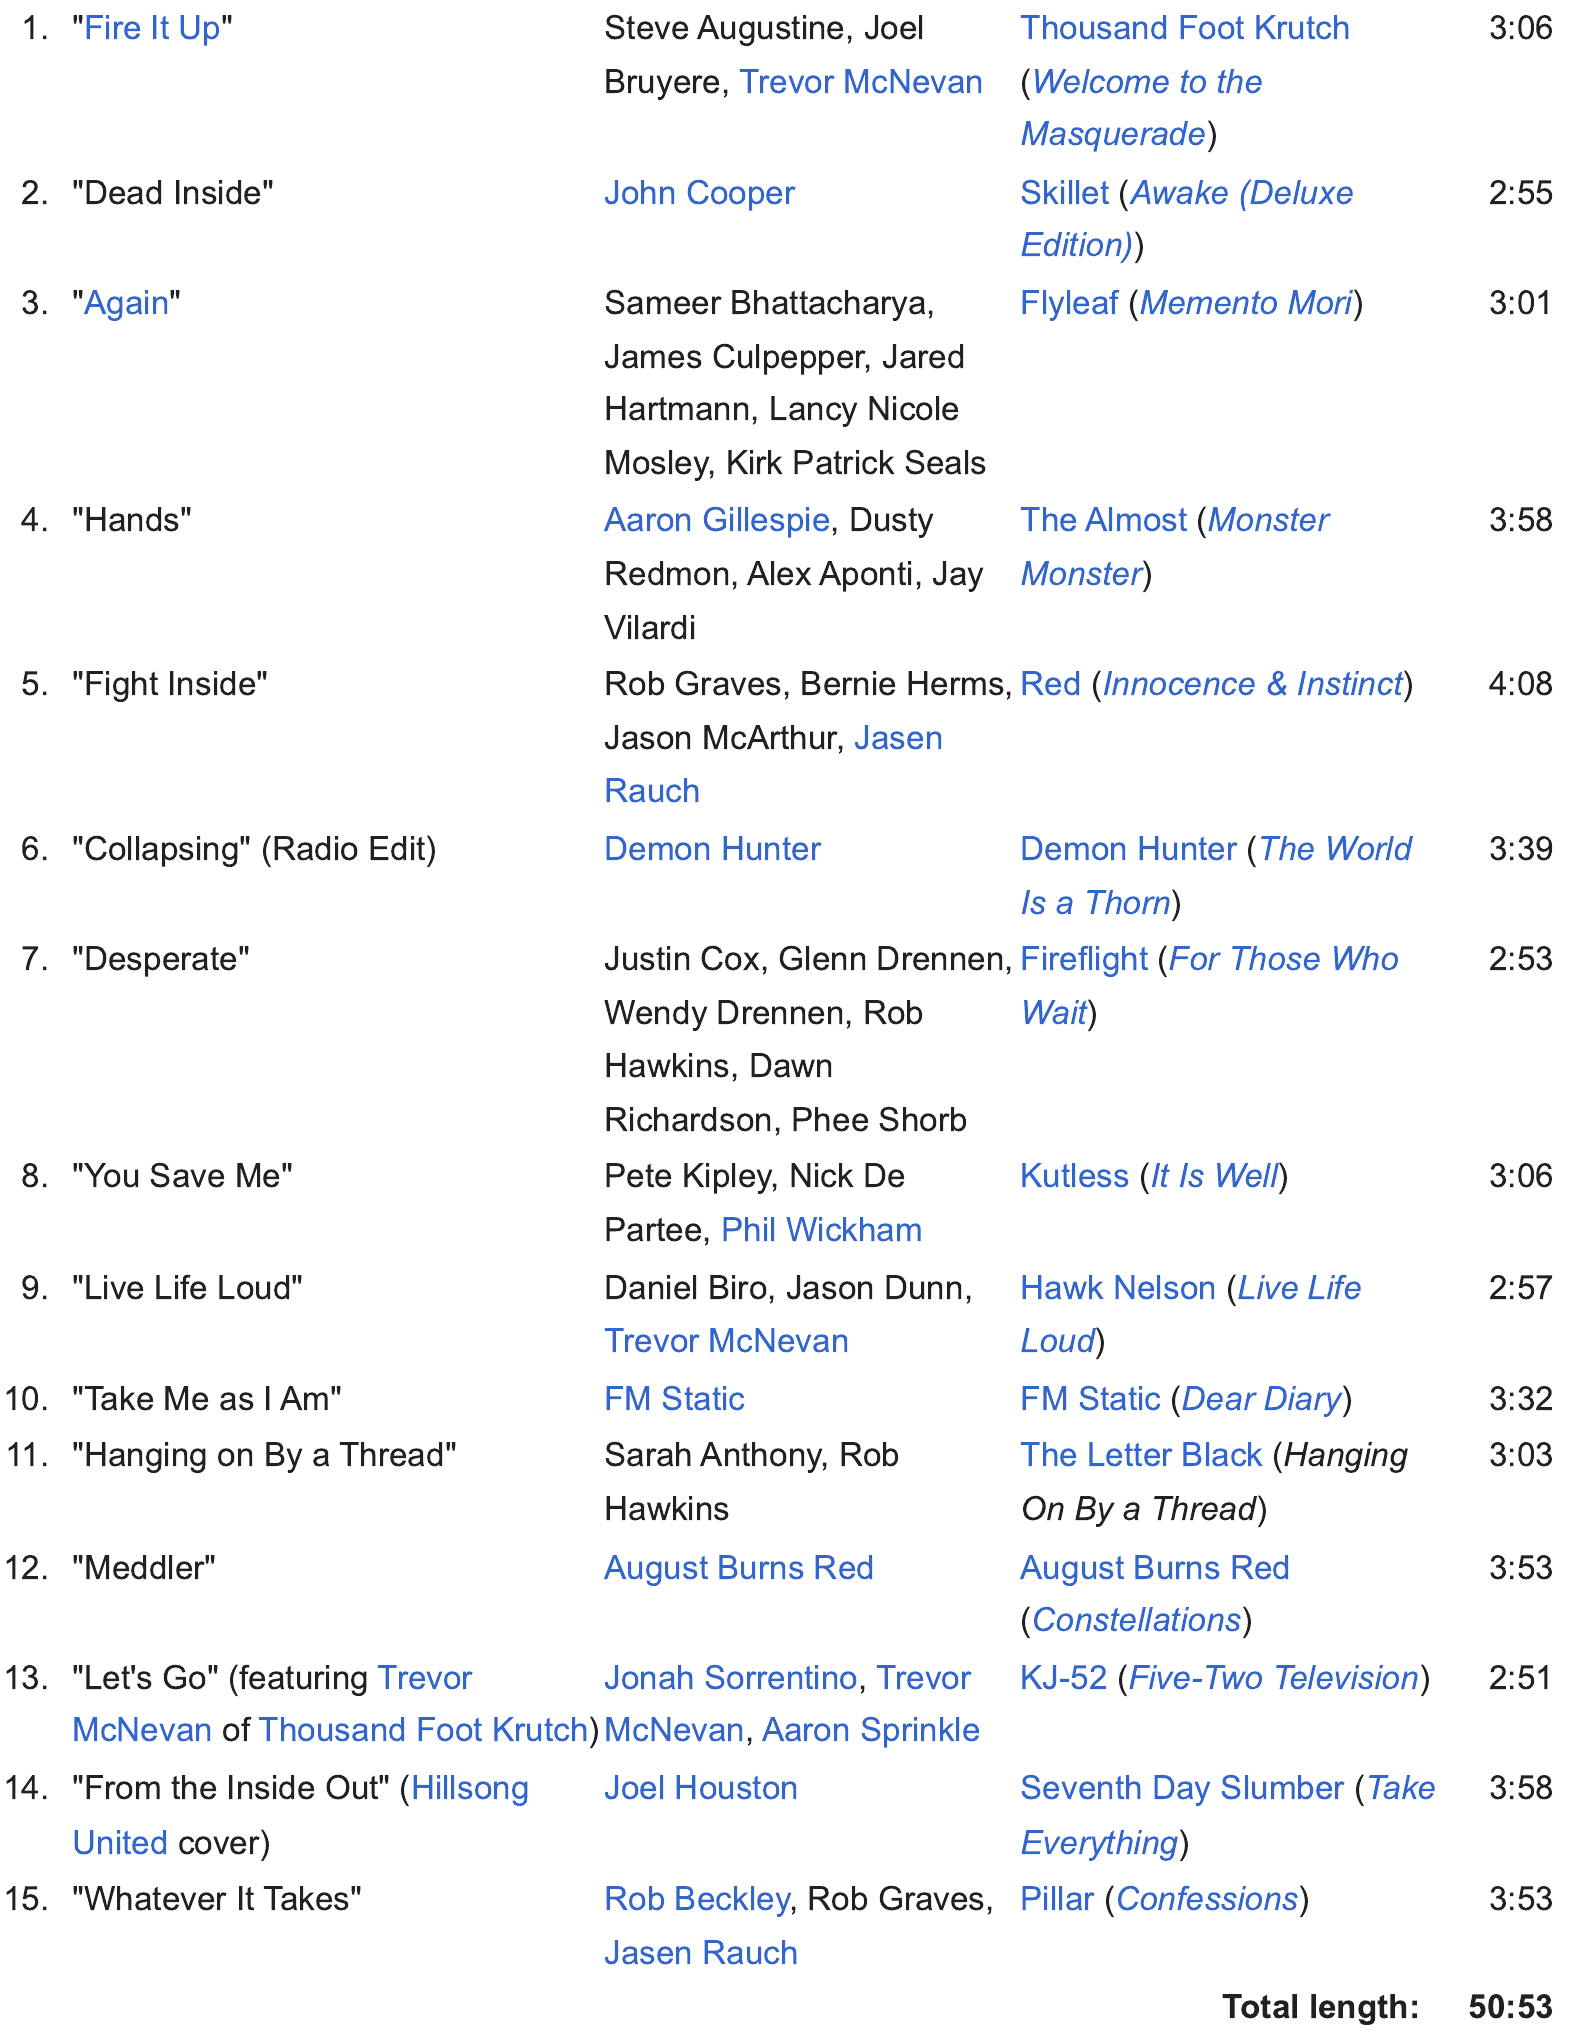 1. "Fire It Up" Steve Augustine, Joel Thousand Foot Krutch 3:06
Bruyere, Trevor McNevan (Welcome to the
Masquerade)
2. "Dead Inside" John Cooper Skillet (Awake (Deluxe 2:55
Edition))
3. "Again" Sameer Bhattacharya, Flyleaf (Memento Mori) 3:01
James Culpepper, Jared
Hartmann, Lancy Nicole
Mosley, Kirk Patrick Seals
4. "Hands" Aaron Gillespie, Dusty The Almost (Monster 3:58
Redmon, Alex Aponti, Jay Monster)
Vilardi
5. "Fight Inside" Rob Graves, Bernie Herms, Red (Innocence & Instinct) 4:08
Jason McArthur, Jasen
Rauch
6. "Collapsing" (Radio Edit) Demon Hunter Demon Hunter (The World 3:39
Is a Thorn)
7. "Desperate" Justin Cox, Glenn Drennen, Fireflight (For Those Who 2:53
Wendy Drennen, Rob Wait)
Hawkins, Dawn
Richardson, Phee Shorb
8. "You Save Me" Pete Kipley, Nick De Kutless (It Is Well) 3:06
Partee, Phil Wickham
9. "Live Life Loud" Daniel Biro, Jason Dunn, Hawk Nelson (Live Life 2:57
Trevor McNevan Loud)
10. "Take Me as I Am" FM Static FM Static (Dear Diary) 3:32
11. "Hanging on By a Thread" Sarah Anthony, Rob The Letter Black (Hanging 3:03
Hawkins On By a Thread)
12. "Meddler" August Burns Red August Burns Red 3:53
(Constellations)
13. "Let's Go" (featuring Trevor Jonah Sorrentino, Trevor KJ-52 (Five-Two Television) 2:51
McNevan of Thousand Foot Krutch) McNevan, Aaron Sprinkle
14. "From the Inside Out" (Hillsong Joel Houston Seventh Day Slumber (Take 3:58
United cover) Everything)
15. "Whatever It Takes" Rob Beckley, Rob Graves, Pillar (Confessions) 3:53
Jasen Rauch
Total length: 50:53